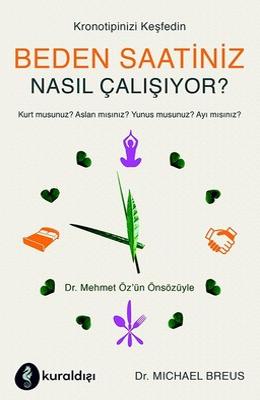 Kronotipinizi Keşfedin
BEDEN SAATİNİZ
NASIL ÇALIŞIYOR?
Kurt musunuz? Aslan mısınız? Yunus musunuz? Ayı mısınız?
Dr. Mehmet Öz'ün Önsözüyle
kuraldışı
Dr. MICHAEL BREUS